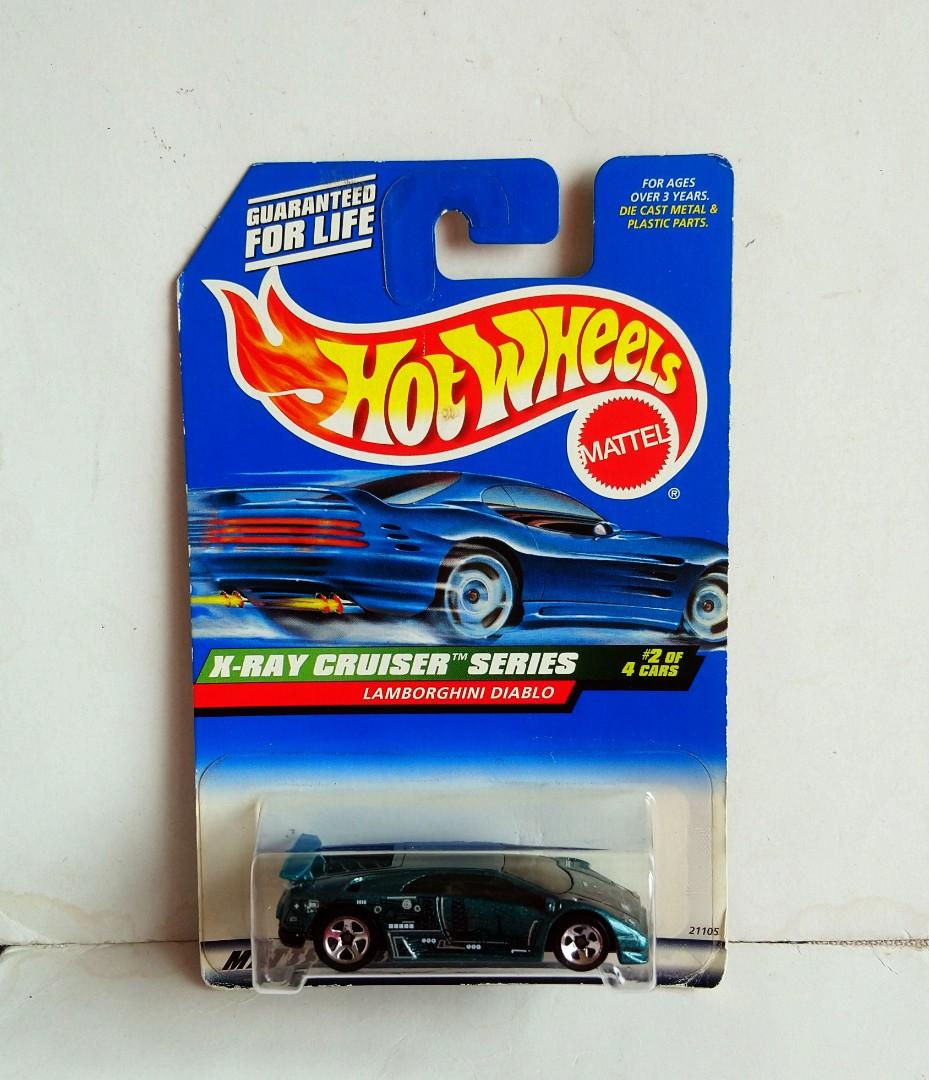 GUARANTEED
FOR LIFE
FOR AGES
OVER 3 YEARS.
DIE CAST METAL &
PLASTIC PARTS.
HOT WHEELS
MATTEL
®
X-RAY CRUISER™ SERIES
#2 OF
4 CARS
LAMBORGHINI DIABLO
21105